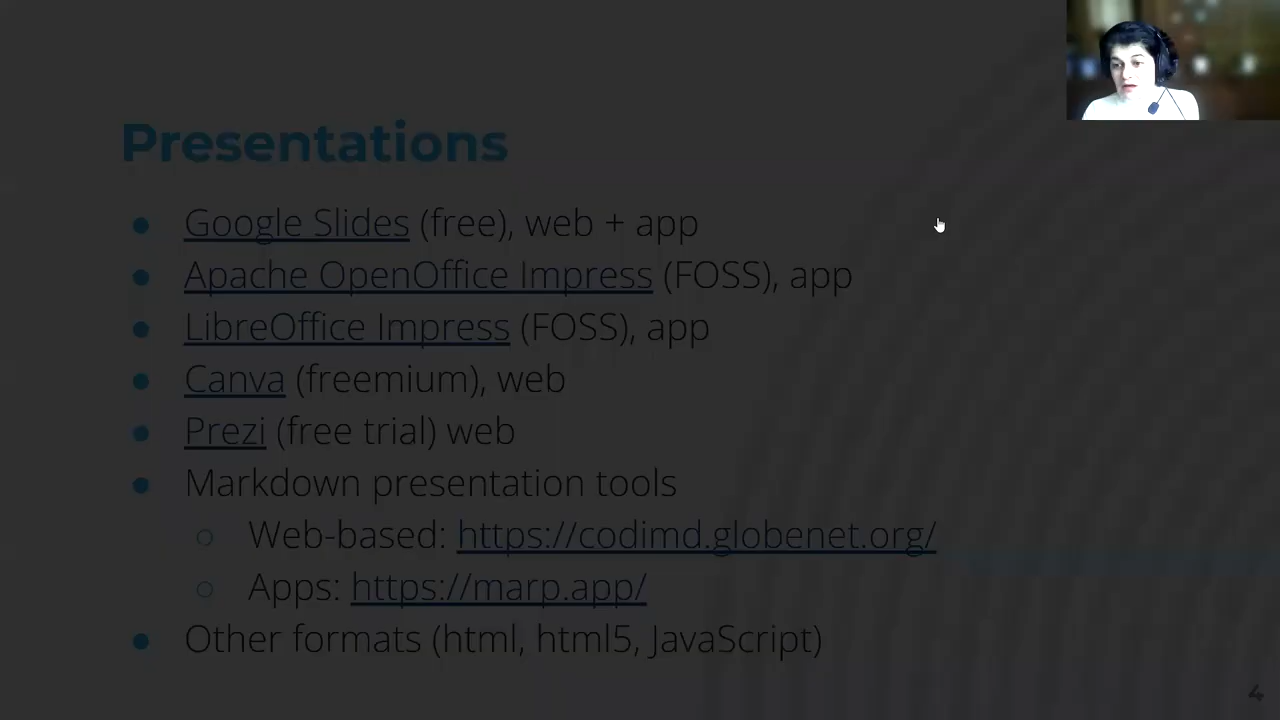 Presentations
● Google Slides (free), web + app
● Apache OpenOffice Impress (FOSS), app
● LibreOffice Impress (FOSS), app
● Canva (freemium), web
● Prezi (free trial) web
● Markdown presentation tools
○ Web-based: https://codimd.globenet.org/
○ Apps: https://marp.app/
● Other formats (html, html5, JavaScript)
4